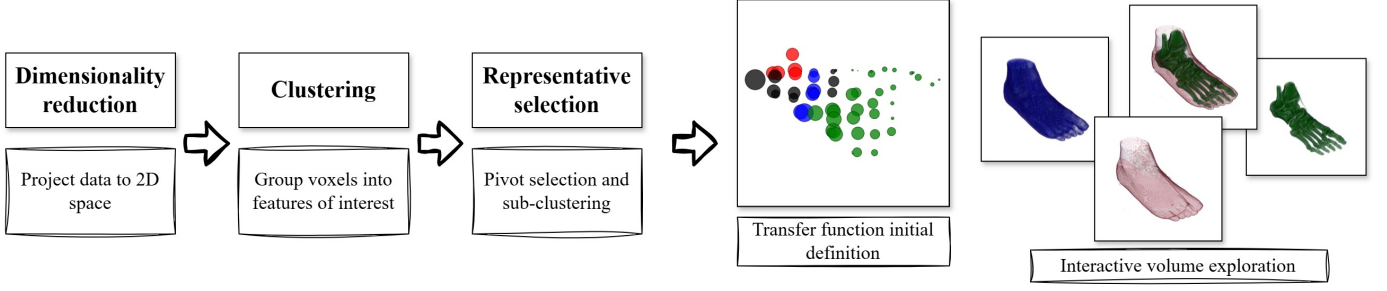 Dimensionality
reduction
Project data to 2D
space
Clustering
Group voxels into
features of interest
Representative
selection
Pivot selection and
sub-clustering
Transfer function initial
definition
Interactive volume exploration